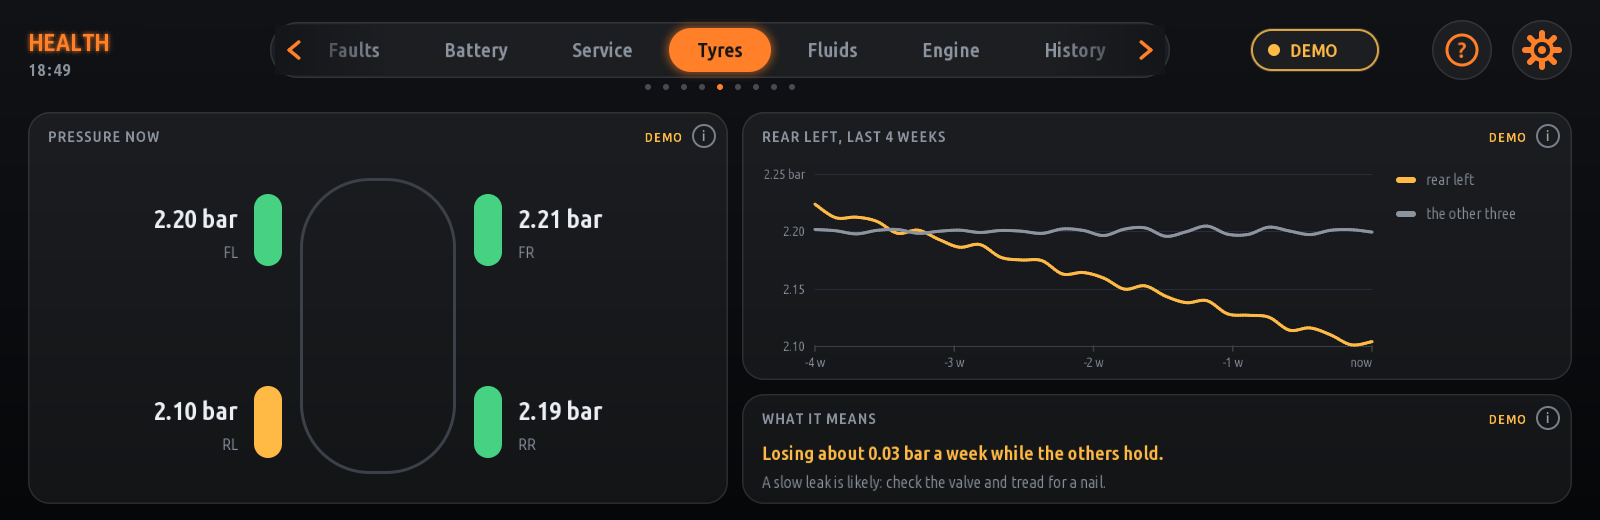 HEALTH
18:49
Faults
Battery
Service
Tyres
Fluids
Engine
History
DEMO
?
PRESSURE NOW
DEMO
i
2.20 bar
FL
2.21 bar
FR
2.10 bar
RL
2.19 bar
RR
REAR LEFT, LAST 4 WEEKS
DEMO
i
2.25 bar
2.20
2.15
2.10
-4 w
-3 w
-2 w
-1 w
now
rear left
the other three
WHAT IT MEANS
DEMO
i
Losing about 0.03 bar a week while the others hold.
A slow leak is likely: check the valve and tread for a nail.